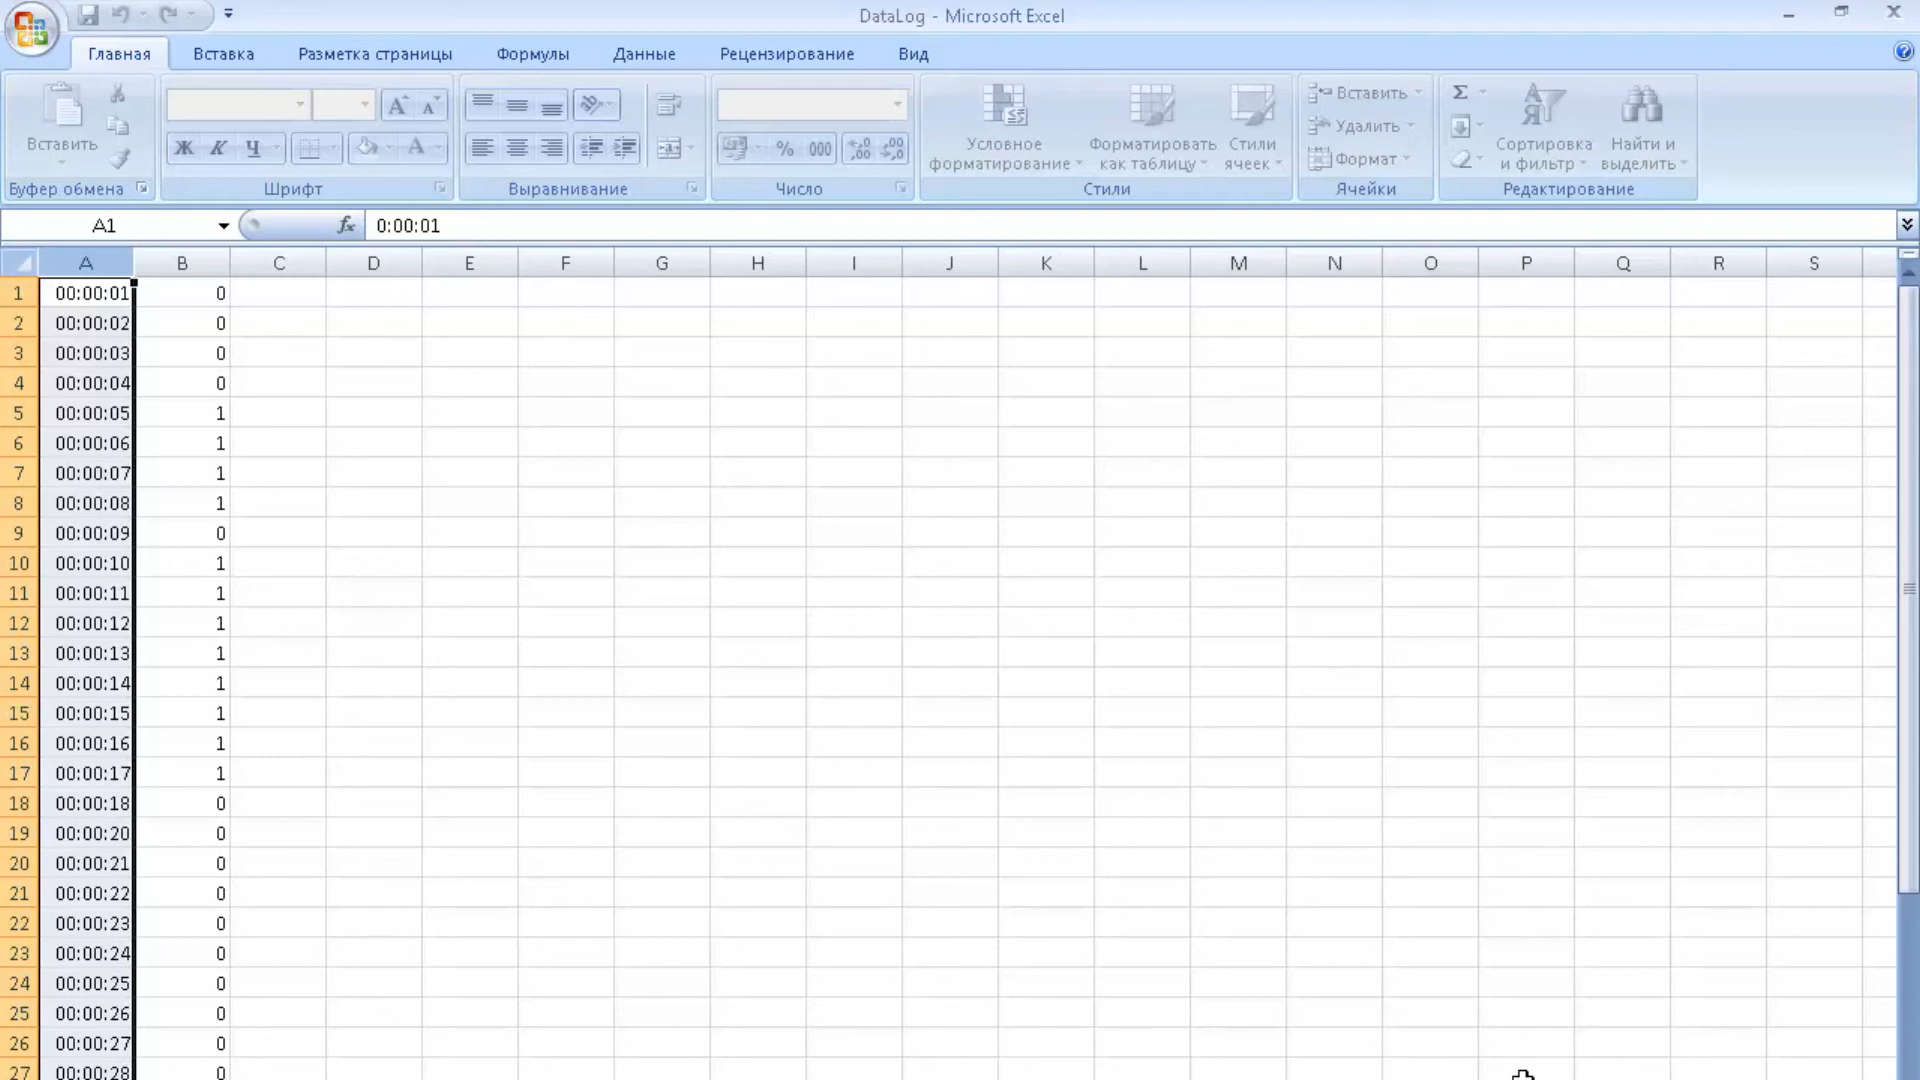 DataLog - Microsoft Excel
Главная Вставка Разметка страницы Формулы Данные Рецензирование Вид
Вставить
Буфер обмена
Ж К Ч
A A A
Шрифт
Выравнивание
% 000
,00 ,0
,0 ,00
Число
Условное форматирование
Форматировать как таблицу
Стили ячеек
Стили
Вставить
Удалить
Формат
Ячейки
Σ
А
Я
Сортировка и фильтр
Найти и выделить
Редактирование
A1 fx 0:00:01
A B C D E F G H I J K L M N O P Q R S
1 00:00:01 0
2 00:00:02 0
3 00:00:03 0
4 00:00:04 0
5 00:00:05 1
6 00:00:06 1
7 00:00:07 1
8 00:00:08 1
9 00:00:09 0
10 00:00:10 1
11 00:00:11 1
12 00:00:12 1
13 00:00:13 1
14 00:00:14 1
15 00:00:15 1
16 00:00:16 1
17 00:00:17 1
18 00:00:18 0
19 00:00:20 0
20 00:00:21 0
21 00:00:22 0
22 00:00:23 0
23 00:00:24 0
24 00:00:25 0
25 00:00:26 0
26 00:00:27 0
27 00:00:28 0